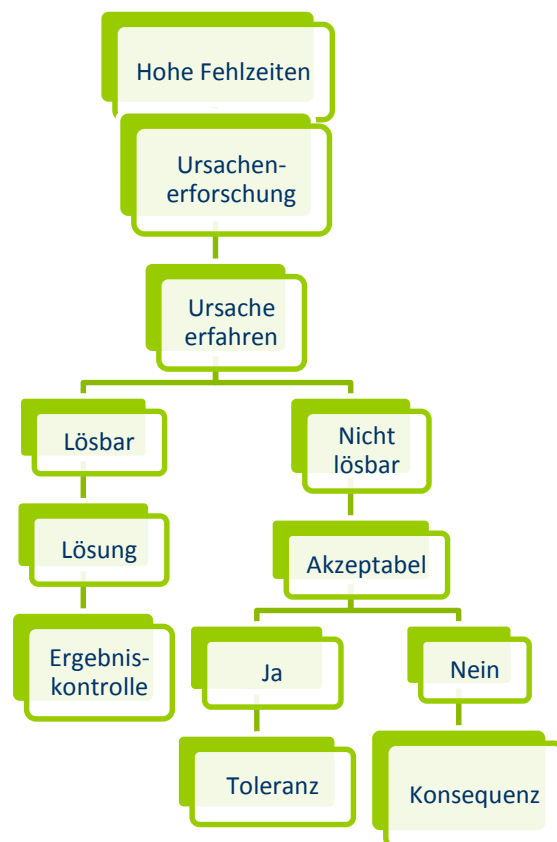 Hohe Fehlzeiten
Ursachen-
erforschung
Ursache
erfahren
Lösbar
Nicht
lösbar
Lösung
Akzeptabel
Ergebnis-
kontrolle
Ja
Nein
Toleranz
Konsequenz